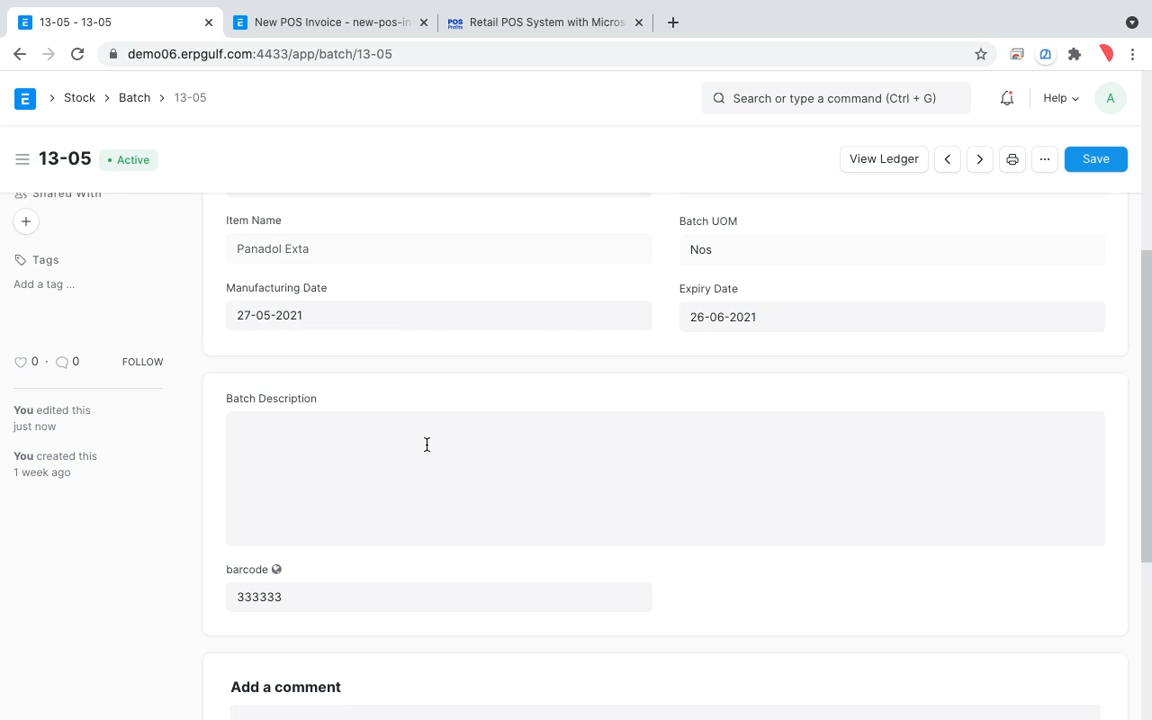 13-05 - 13-05
New POS Invoice - new-pos-in
POS
Retail POS System with Micros
demo06.erpgulf.com:4433/app/batch/13-05
E
Stock
Batch
13-05
Search or type a command (Ctrl + G)
Help
A
13-05
Active
View Ledger
Save
Shared With
Tags
Add a tag ...
0 · 0
FOLLOW
You edited this
just now
You created this
1 week ago
Item Name
Panadol Exta
Batch UOM
Nos
Manufacturing Date
27-05-2021
Expiry Date
26-06-2021
Batch Description
barcode
333333
Add a comment